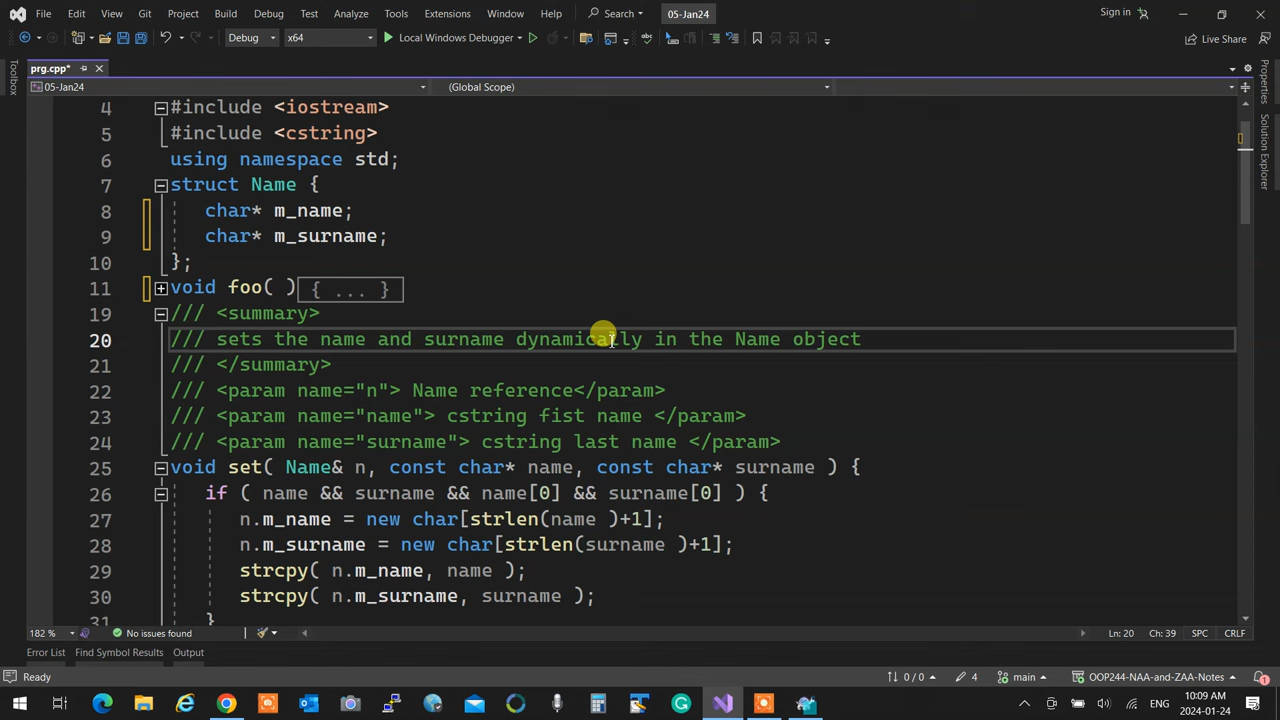 File Edit View Git Project Build Debug Test Analyze Tools Extensions Window Help Search 05-Jan24 Sign in
Debug x64 Local Windows Debugger Live Share
prg.cpp*
05-Jan24 (Global Scope)
Toolbox
Properties
Solution Explorer
4 #include <iostream>
5 #include <cstring>
6 using namespace std;
7 struct Name {
8 char* m_name;
9 char* m_surname;
10 };
11 void foo( ) { ... }
19 /// <summary>
20 /// sets the name and surname dynamically in the Name object
21 /// </summary>
22 /// <param name="n"> Name reference</param>
23 /// <param name="name"> cstring fist name </param>
24 /// <param name="surname"> cstring last name </param>
25 void set( Name& n, const char* name, const char* surname ) {
26 if ( name && surname && name[0] && surname[0] ) {
27 n.m_name = new char[strlen(name )+1];
28 n.m_surname = new char[strlen(surname )+1];
29 strcpy( n.m_name, name );
30 strcpy( n.m_surname, surname );
31 }
182 % No issues found Ln: 20 Ch: 39 SPC CRLF
Error List Find Symbol Results Output
Ready 0 / 0 4 main OOP244-NAA-and-ZAA-Notes 1
ENG 10:09 AM
2024-01-24